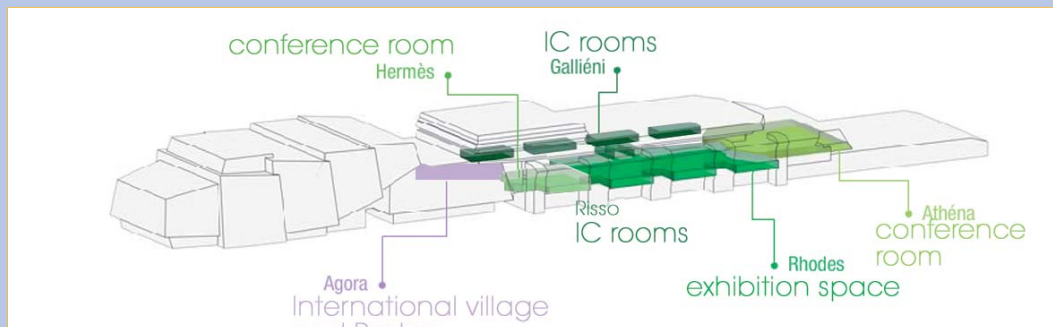 conference room
Hermès
IC rooms
Galliéni
Risso
IC rooms
Athéna
conference
room
Rhodes
exhibition space
Agora
International village